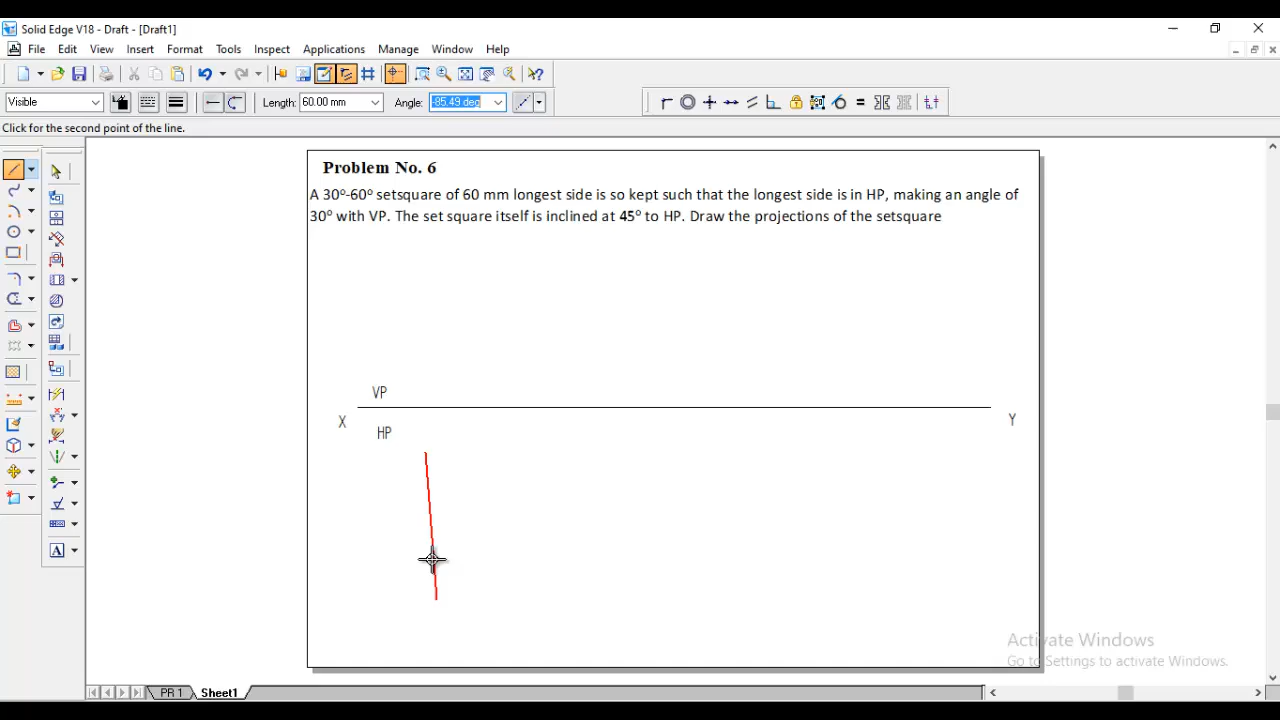 Solid Edge V18 - Draft - [Draft1]
File Edit View Insert Format Tools Inspect Applications Manage Window Help
Visible Length: 60.00 mm Angle: -85.49 deg
Click for the second point of the line.
Problem No. 6
A 30⁰-60⁰ setsquare of 60 mm longest side is so kept such that the longest side is in HP, making an angle of
30⁰ with VP. The set square itself is inclined at 45⁰ to HP. Draw the projections of the setsquare
VP
X
Y
HP
A
Activate Windows
Go to Settings to activate Windows.
PR 1 Sheet1